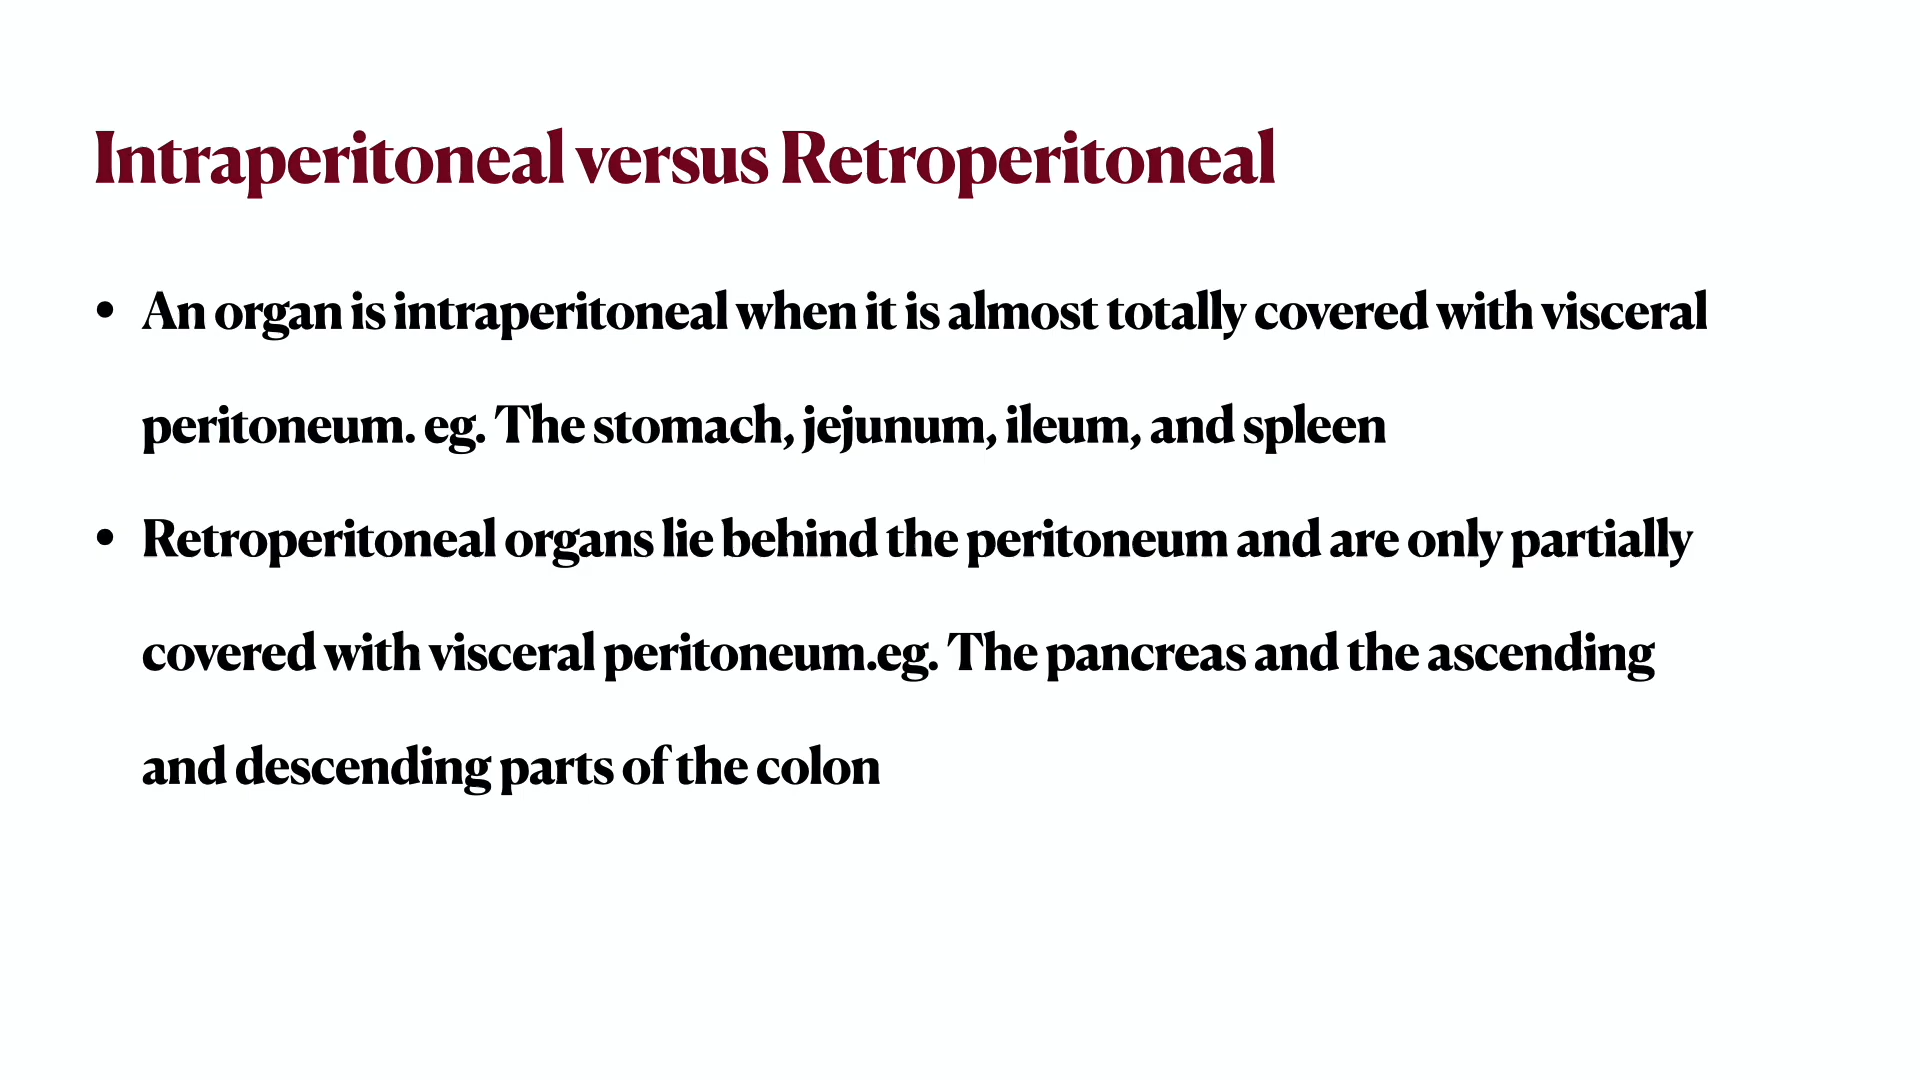 Intraperitoneal versus Retroperitoneal
• An organ is intraperitoneal when it is almost totally covered with visceral
peritoneum. eg. The stomach, jejunum, ileum, and spleen
• Retroperitoneal organs lie behind the peritoneum and are only partially
covered with visceral peritoneum.eg. The pancreas and the ascending
and descending parts of the colon